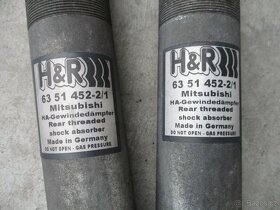 H&R
63 51 452-2/1
Mitsubishi
HA-Gewindedämpfer
Rear threaded
shock absorber
Made in Germany
DO NOT OPEN - GAS PRESSURE
H&R
63 51 452-2/1
Mitsubishi
HA-Gewindedämpfer
Rear threaded
shock absorber
Made in Germany
DO NOT OPEN - GAS PRESSURE